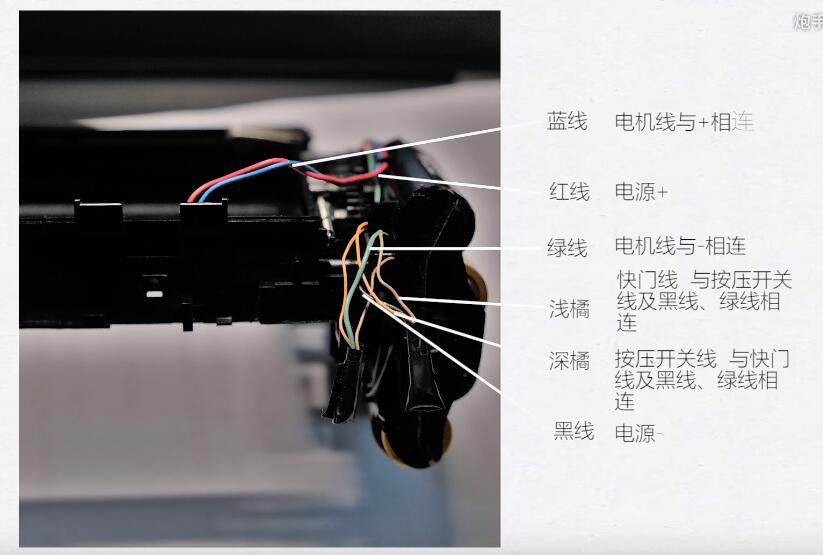 炮手
蓝线 电机线与+相连
红线 电源+
绿线 电机线与-相连
浅橘 快门线 与按压开关
线及黑线、绿线相
连
深橘 按压开关线 与快门
线及黑线、绿线相
连
黑线 电源-